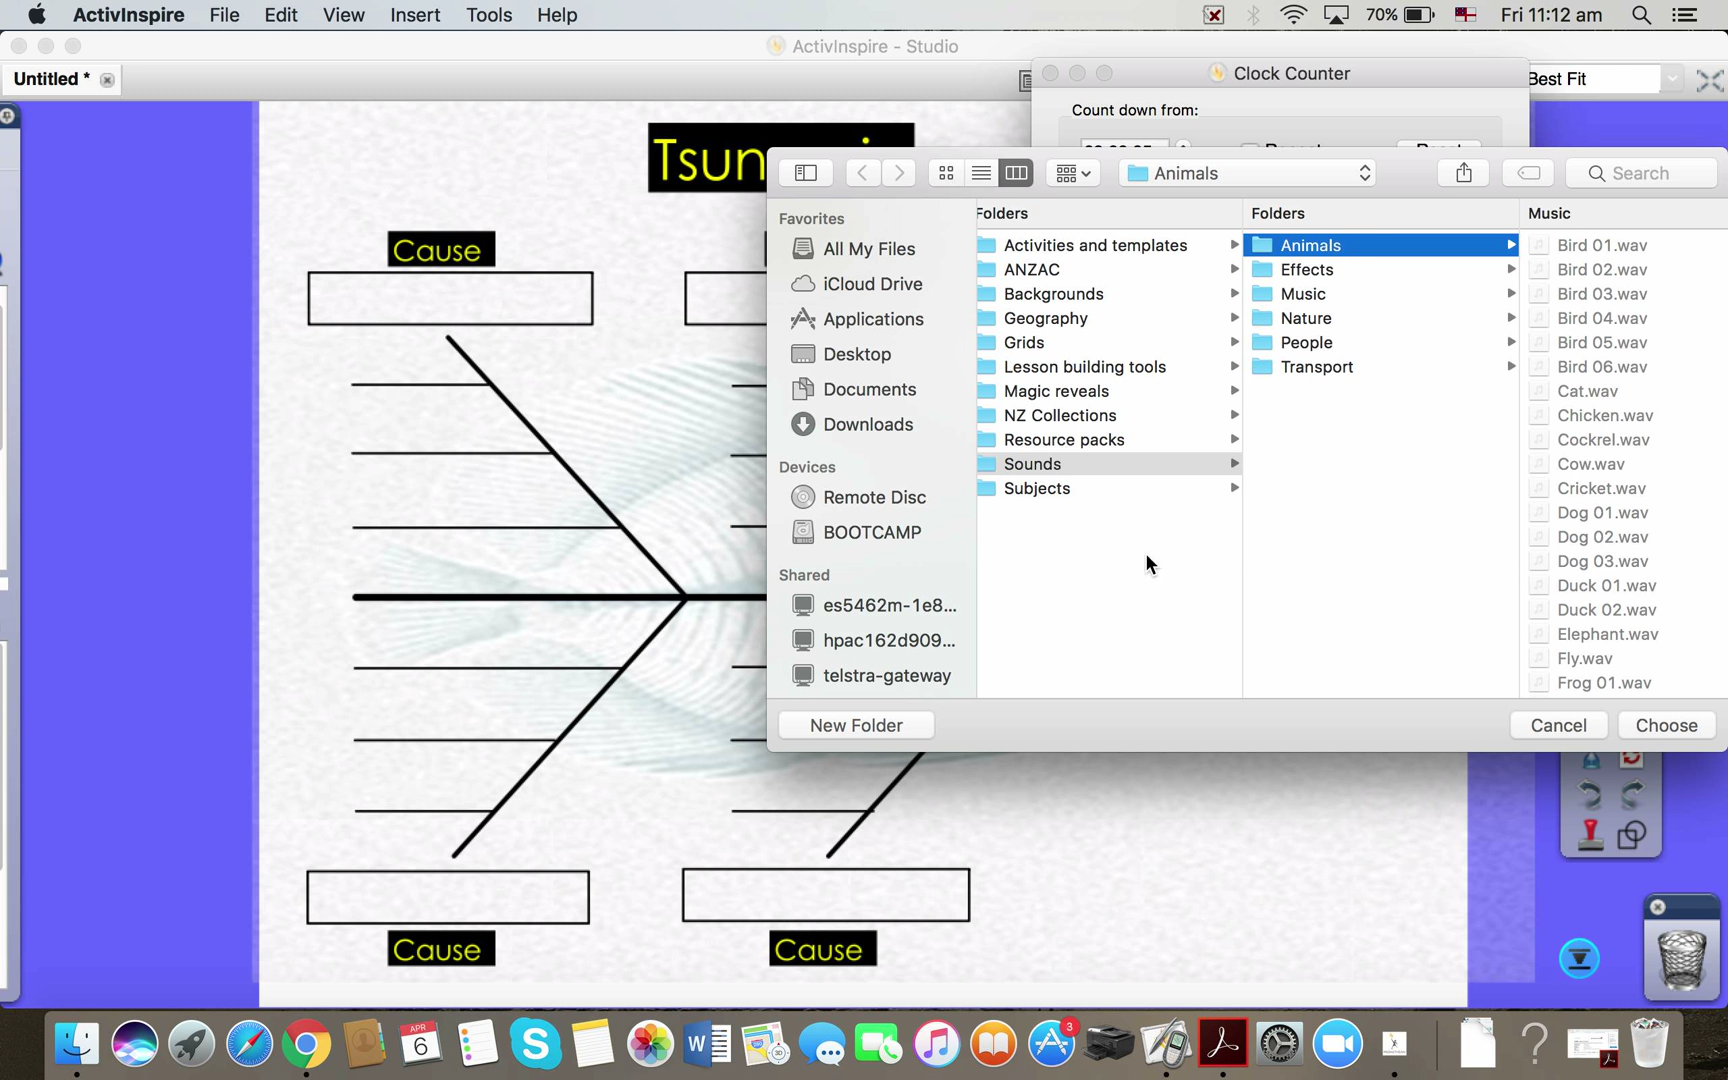 ActivInspire File Edit View Insert Tools Help 70% Fri 11:12 am
ActivInspire - Studio
Untitled *
Clock Counter
Best Fit
Count down from:
Tsun
Animals
Search
Favorites
All My Files
iCloud Drive
Applications
Desktop
Documents
Downloads
Devices
Remote Disc
BOOTCAMP
Shared
es5462m-1e8...
hpac162d909...
telstra-gateway
Folders
Activities and templates
ANZAC
Backgrounds
Geography
Grids
Lesson building tools
Magic reveals
NZ Collections
Resource packs
Sounds
Subjects
Folders
Animals
Effects
Music
Nature
People
Transport
Music
Bird 01.wav
Bird 02.wav
Bird 03.wav
Bird 04.wav
Bird 05.wav
Bird 06.wav
Cat.wav
Chicken.wav
Cockrel.wav
Cow.wav
Cricket.wav
Dog 01.wav
Dog 02.wav
Dog 03.wav
Duck 01.wav
Duck 02.wav
Elephant.wav
Fly.wav
Frog 01.wav
New Folder
Cancel
Choose
Cause
Cause
Cause
APR
6
3